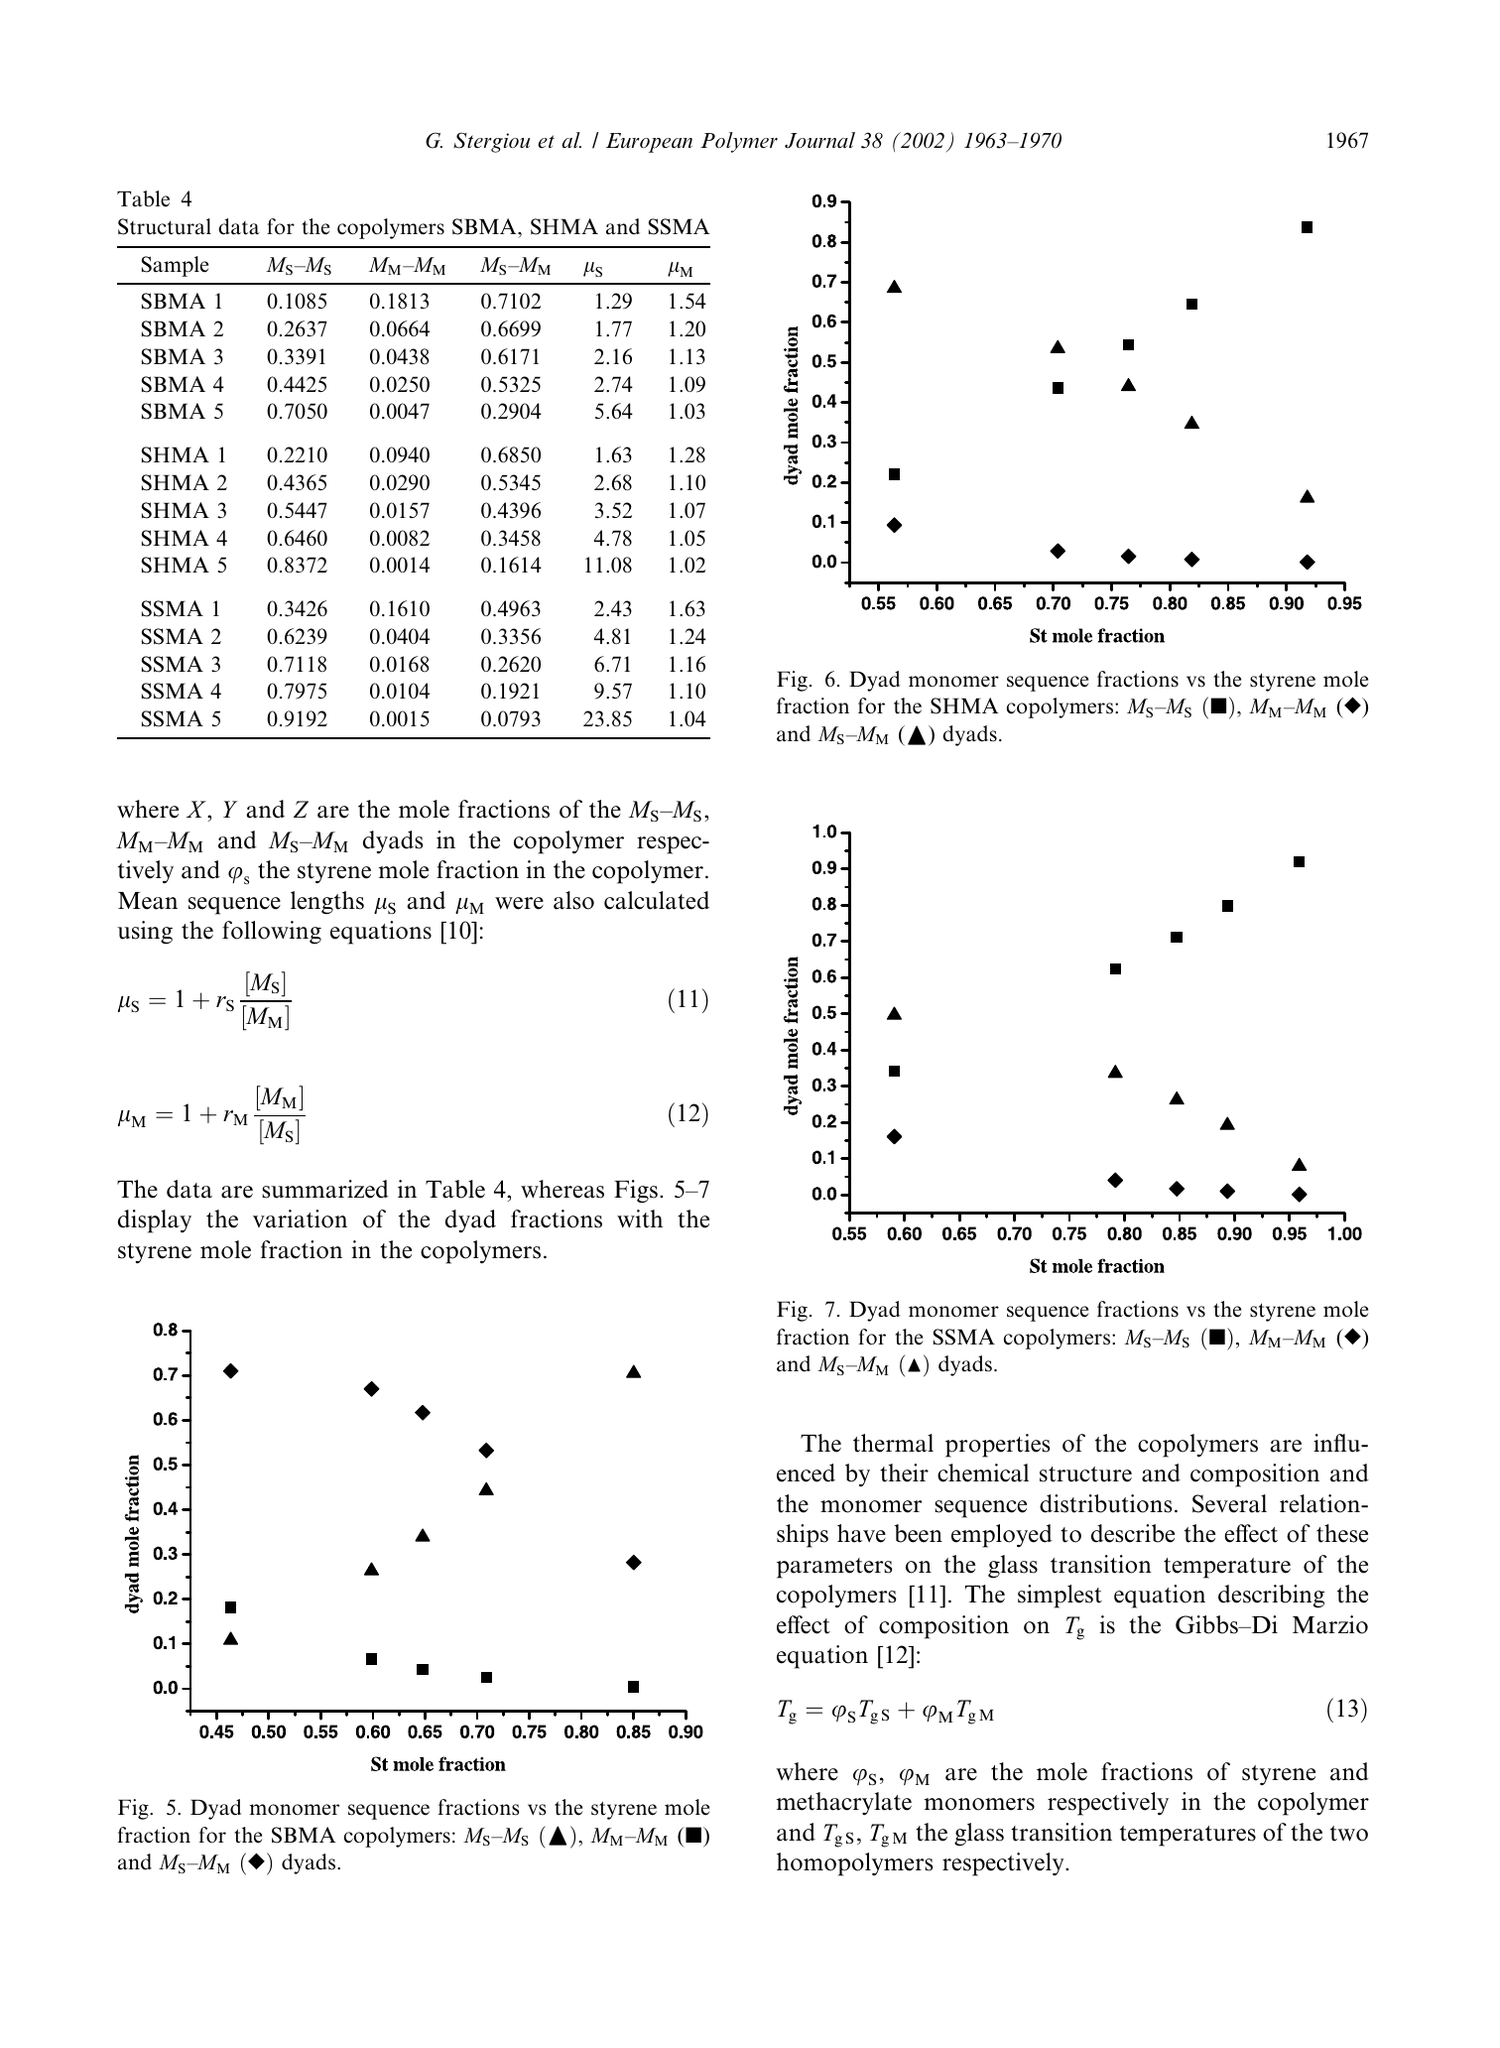 G. Stergiou et al. / European Polymer Journal 38 (2002) 1963–1970
1967
Table 4
Structural data for the copolymers SBMA, SHMA and SSMA
Sample M_S–M_S M_M–M_M M_S–M_M μ_S μ_M
SBMA 1 0.1085 0.1813 0.7102 1.29 1.54
SBMA 2 0.2637 0.0664 0.6699 1.77 1.20
SBMA 3 0.3391 0.0438 0.6171 2.16 1.13
SBMA 4 0.4425 0.0250 0.5325 2.74 1.09
SBMA 5 0.7050 0.0047 0.2904 5.64 1.03
SHMA 1 0.2210 0.0940 0.6850 1.63 1.28
SHMA 2 0.4365 0.0290 0.5345 2.68 1.10
SHMA 3 0.5447 0.0157 0.4396 3.52 1.07
SHMA 4 0.6460 0.0082 0.3458 4.78 1.05
SHMA 5 0.8372 0.0014 0.1614 11.08 1.02
SSMA 1 0.3426 0.1610 0.4963 2.43 1.63
SSMA 2 0.6239 0.0404 0.3356 4.81 1.24
SSMA 3 0.7118 0.0168 0.2620 6.71 1.16
SSMA 4 0.7975 0.0104 0.1921 9.57 1.10
SSMA 5 0.9192 0.0015 0.0793 23.85 1.04
where X, Y and Z are the mole fractions of the M_S–M_S,
M_M–M_M and M_S–M_M dyads in the copolymer respec-
tively and φ_s the styrene mole fraction in the copolymer.
Mean sequence lengths μ_S and μ_M were also calculated
using the following equations [10]:
μ_S = 1 + r_S [M_S]/[M_M] (11)
μ_M = 1 + r_M [M_M]/[M_S] (12)
The data are summarized in Table 4, whereas Figs. 5–7
display the variation of the dyad fractions with the
styrene mole fraction in the copolymers.
0.8
0.7
0.6
0.5
0.4
0.3
0.2
0.1
0.0
dyad mole fraction
0.45 0.50 0.55 0.60 0.65 0.70 0.75 0.80 0.85 0.90
St mole fraction
Fig. 5. Dyad monomer sequence fractions vs the styrene mole
fraction for the SBMA copolymers: M_S–M_S (▲), M_M–M_M (■)
and M_S–M_M (◆) dyads.
0.9
0.8
0.7
0.6
0.5
0.4
0.3
0.2
0.1
0.0
dyad mole fraction
0.55 0.60 0.65 0.70 0.75 0.80 0.85 0.90 0.95
St mole fraction
Fig. 6. Dyad monomer sequence fractions vs the styrene mole
fraction for the SHMA copolymers: M_S–M_S (■), M_M–M_M (◆)
and M_S–M_M (▲) dyads.
1.0
0.9
0.8
0.7
0.6
0.5
0.4
0.3
0.2
0.1
0.0
dyad mole fraction
0.55 0.60 0.65 0.70 0.75 0.80 0.85 0.90 0.95 1.00
St mole fraction
Fig. 7. Dyad monomer sequence fractions vs the styrene mole
fraction for the SSMA copolymers: M_S–M_S (■), M_M–M_M (◆)
and M_S–M_M (▲) dyads.
The thermal properties of the copolymers are influ-
enced by their chemical structure and composition and
the monomer sequence distributions. Several relation-
ships have been employed to describe the effect of these
parameters on the glass transition temperature of the
copolymers [11]. The simplest equation describing the
effect of composition on T_g is the Gibbs–Di Marzio
equation [12]:
T_g = φ_S T_gS + φ_M T_gM (13)
where φ_S, φ_M are the mole fractions of styrene and
methacrylate monomers respectively in the copolymer
and T_gS, T_gM the glass transition temperatures of the two
homopolymers respectively.